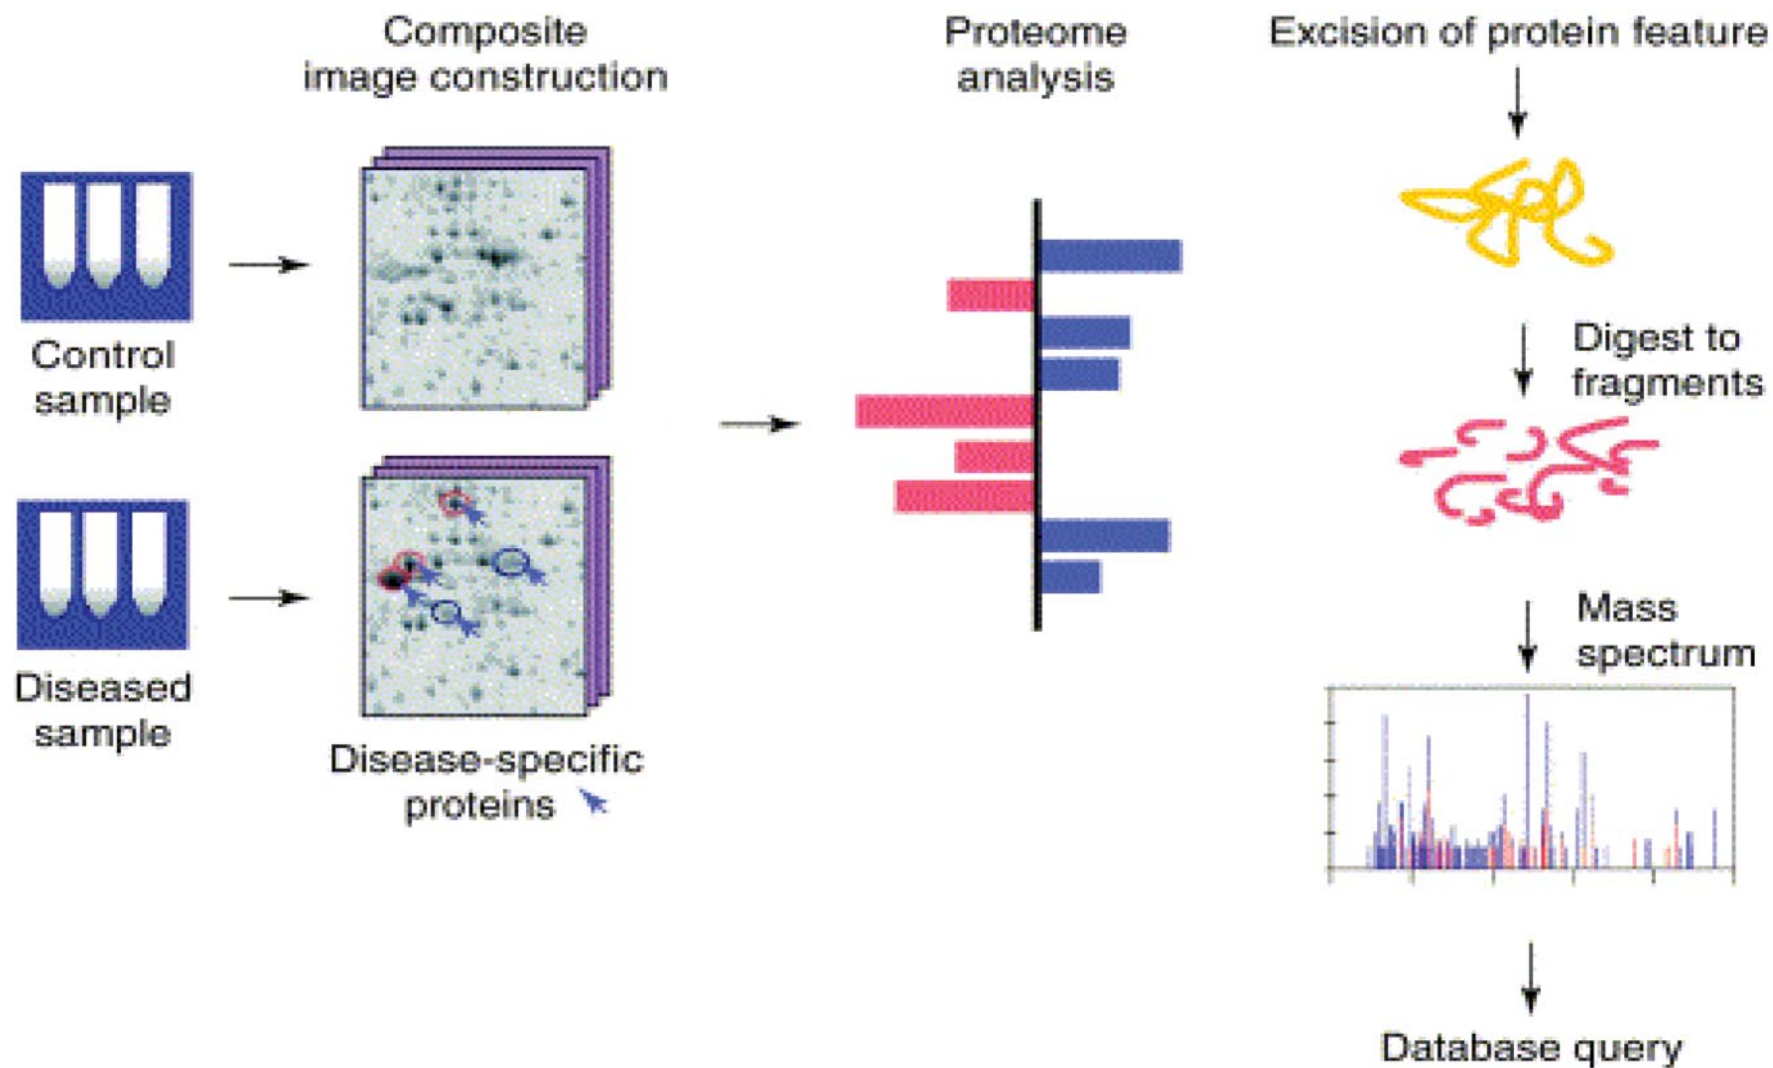 Composite
image construction
Proteome
analysis
Excision of protein feature
Control
sample
Digest to
fragments
Mass
spectrum
Diseased
sample
Disease-specific
proteins
Database query